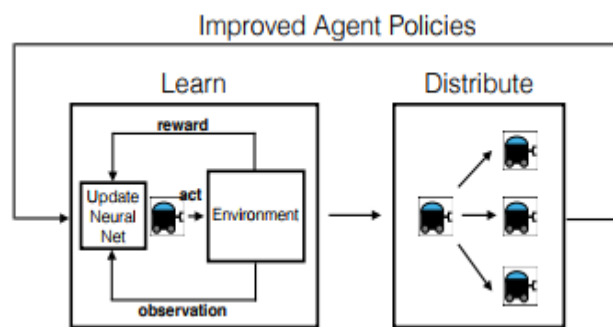 Improved Agent Policies
Learn
Distribute
reward
Update
Neural
Net
act
Environment
observation